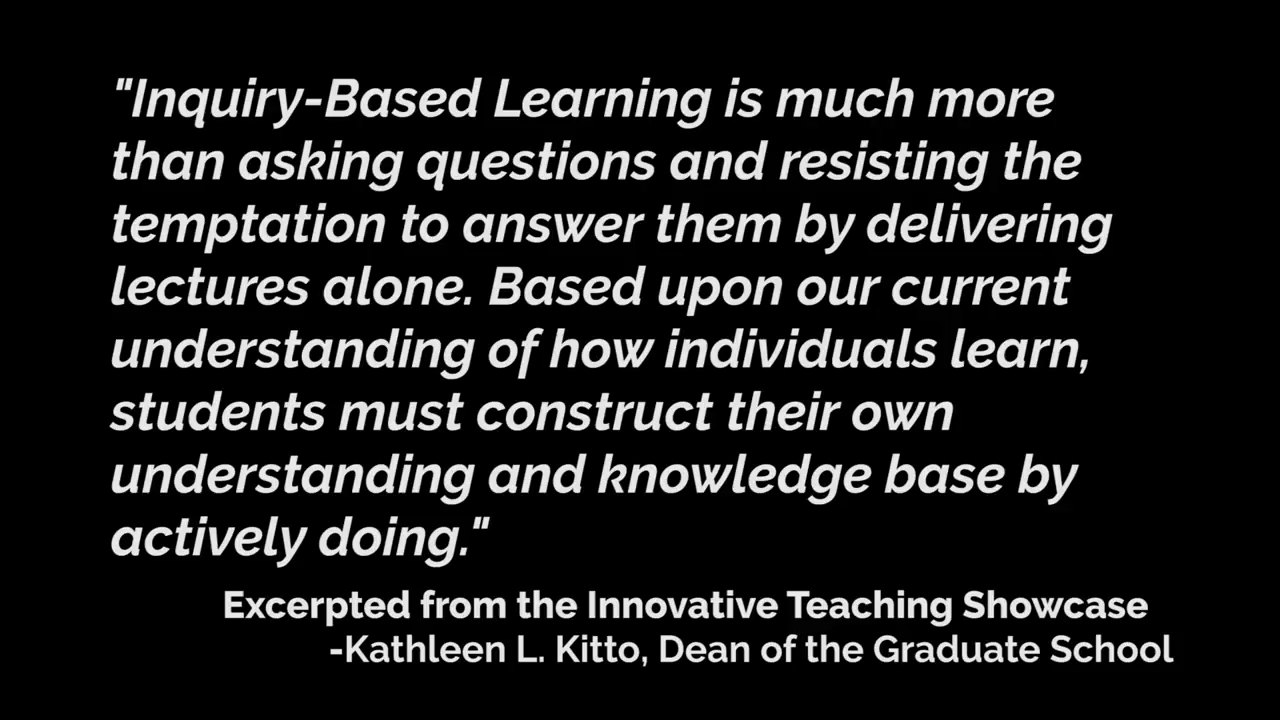 "Inquiry-Based Learning is much more
than asking questions and resisting the
temptation to answer them by delivering
lectures alone. Based upon our current
understanding of how individuals learn,
students must construct their own
understanding and knowledge base by
actively doing."
Excerpted from the Innovative Teaching Showcase
-Kathleen L. Kitto, Dean of the Graduate School